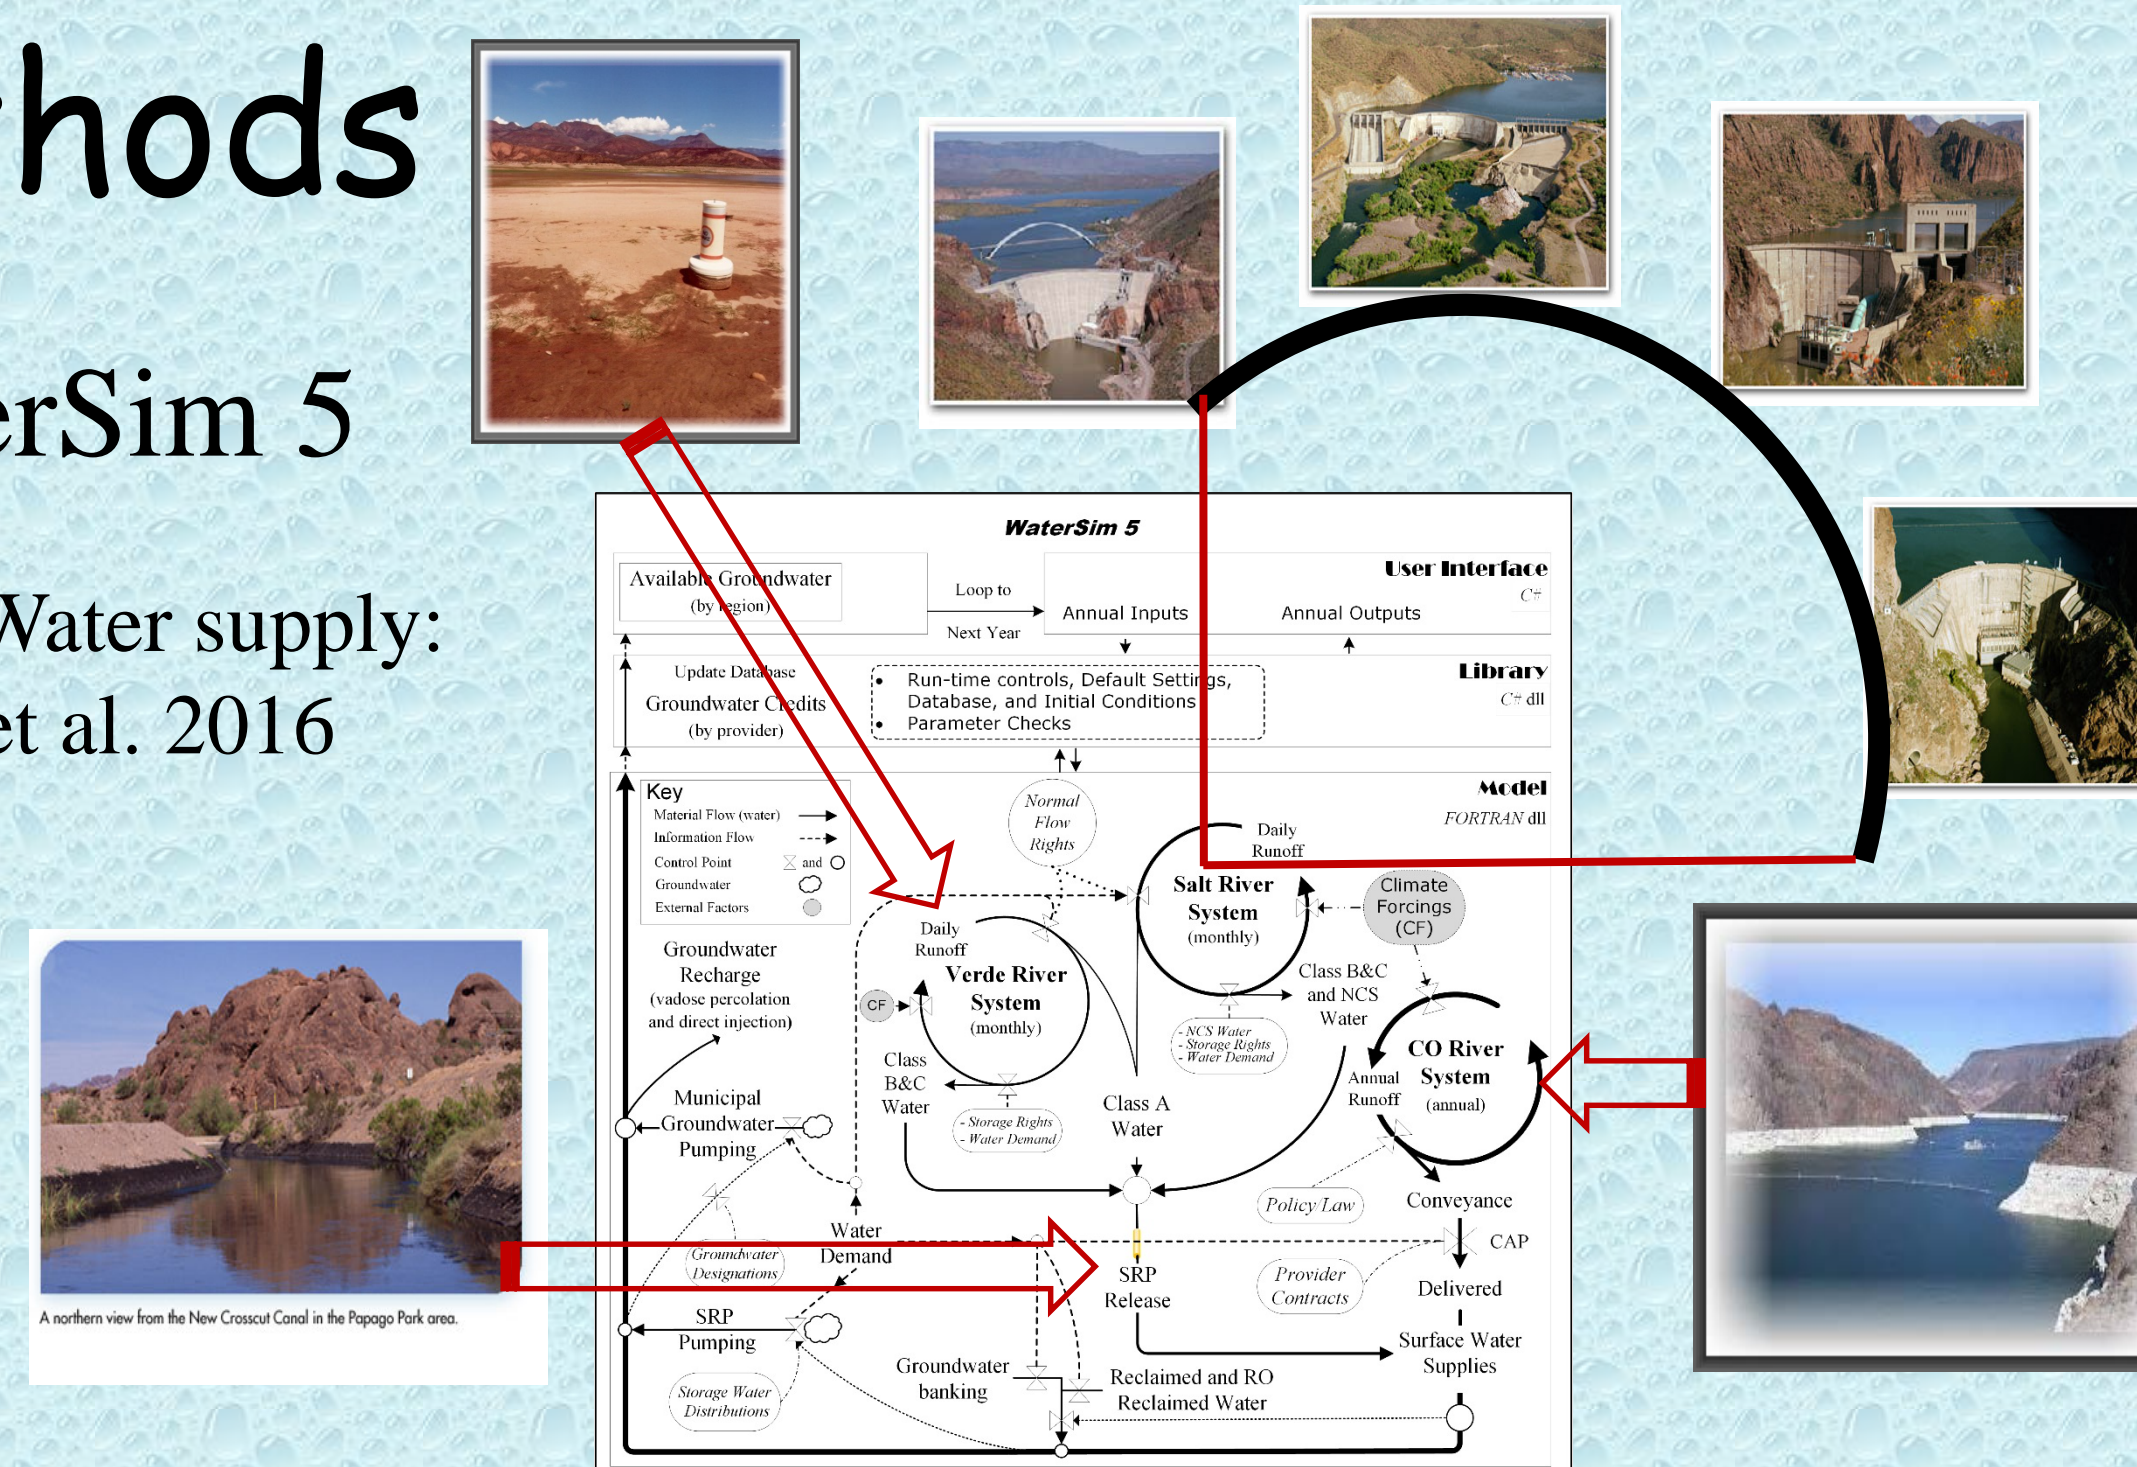 hods
erSim 5
Water supply:
et al. 2016
WaterSim 5
Available Groundwater
(by region)
Loop to
Next Year
Annual Inputs
Annual Outputs
User Interface
C#
Update Database
Groundwater Credits
(by provider)
• Run-time controls, Default Settings,
Database, and Initial Conditions
• Parameter Checks
Library
C# dll
Key
Material Flow (water)
Information Flow
Control Point
and
Groundwater
External Factors
Normal
Flow
Rights
Model
FORTRAN dll
Daily
Runoff
Salt River
System
(monthly)
Climate
Forcings
(CF)
Daily
Runoff
Verde River
System
(monthly)
CF
Groundwater
Recharge
(vadose percolation
and direct injection)
Class B&C
and NCS
Water
- NCS Water
- Storage Rights
- Water Demand
CO River
System
(annual)
Annual
Runoff
Class
B&C
Water
- Storage Rights
- Water Demand
Class A
Water
Municipal
Groundwater
Pumping
Policy/Law
Conveyance
CAP
Water
Demand
Groundwater
Designations
SRP
Release
Provider
Contracts
Delivered
SRP
Pumping
Surface Water
Supplies
Groundwater
banking
Reclaimed and RO
Reclaimed Water
Storage Water
Distributions
A northern view from the New Crosscut Canal in the Papago Park area.